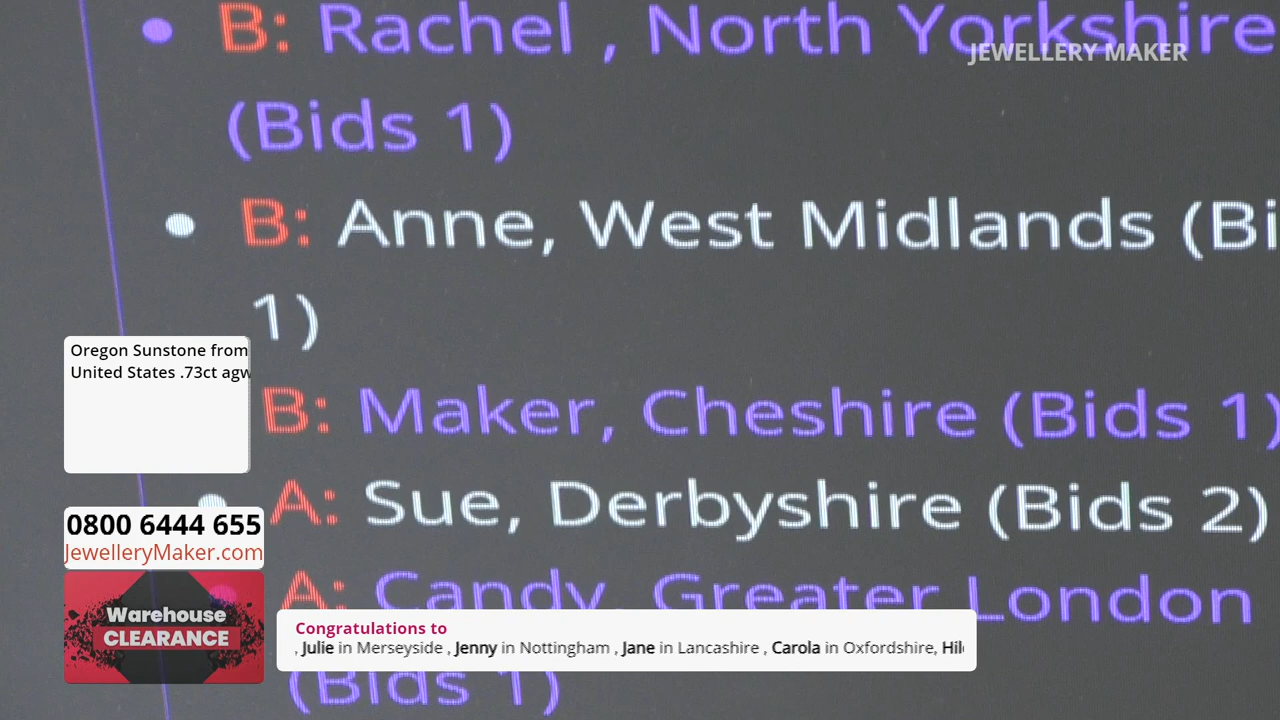 B: Rachel , North Yorkshire
JEWELLERY MAKER
(Bids 1)
B: Anne, West Midlands (Bi
1)
Oregon Sunstone from
United States .73ct agw
B: Maker, Cheshire (Bids 1)
A: Sue, Derbyshire (Bids 2)
0800 6444 655
JewelleryMaker.com
A: Candy, Greater London
Warehouse
CLEARANCE
Congratulations to
, Julie in Merseyside , Jenny in Nottingham , Jane in Lancashire , Carola in Oxfordshire, Hil
(Bids 1)